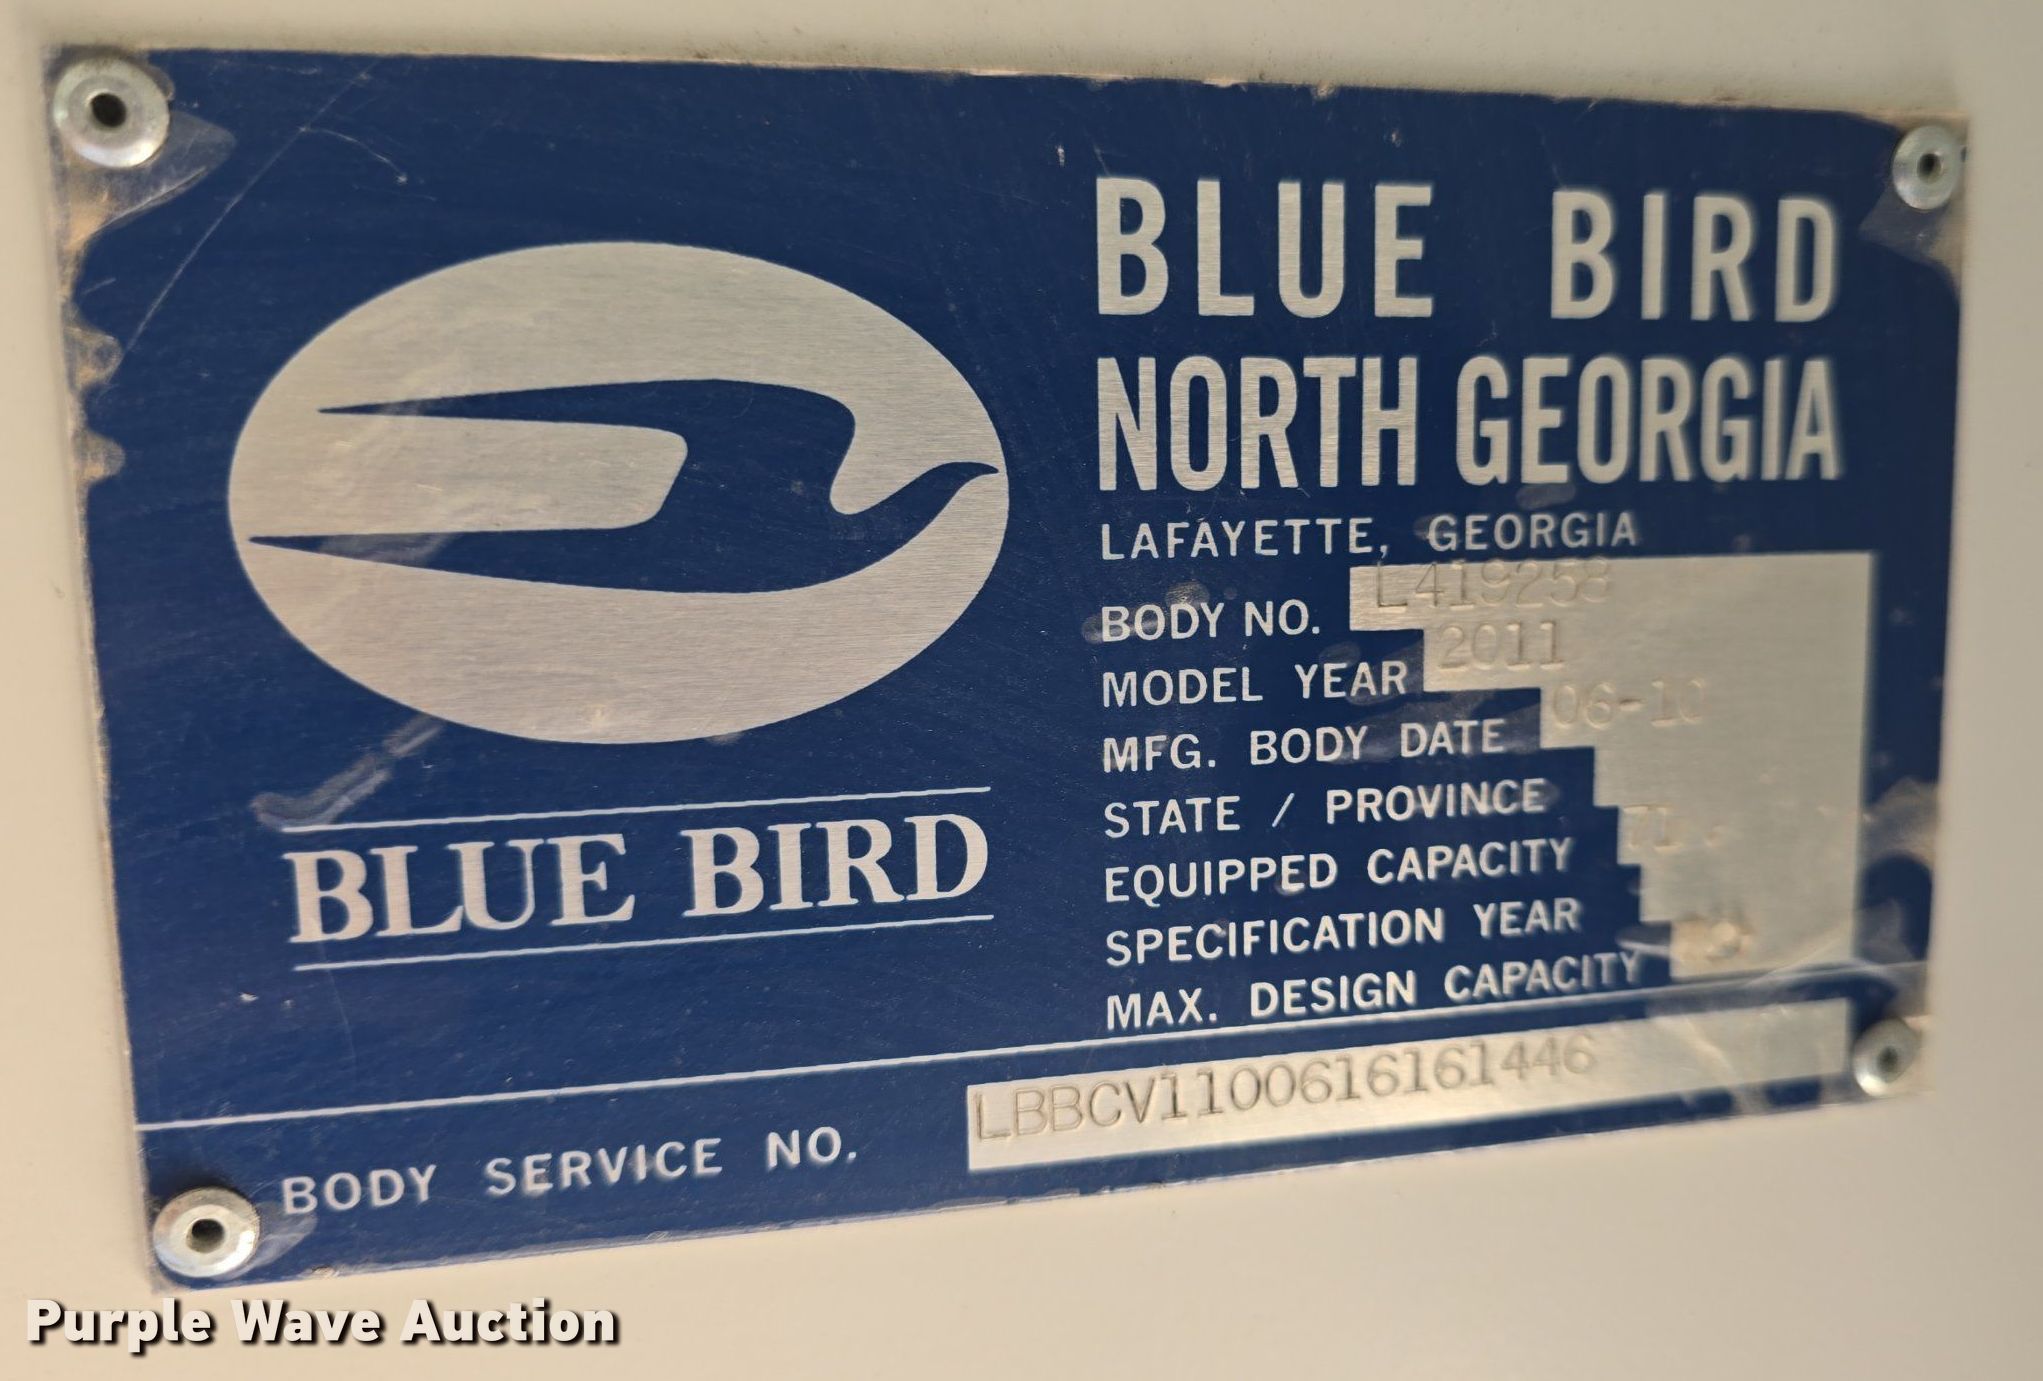 BLUE BIRD
NORTH GEORGIA
LAFAYETTE, GEORGIA
BODY NO. L419258
MODEL YEAR 2011
MFG. BODY DATE 06-10
STATE / PROVINCE
EQUIPPED CAPACITY
SPECIFICATION YEAR
MAX. DESIGN CAPACITY
BLUE BIRD
BODY SERVICE NO. LBBCV1100616161446
Purple Wave Auction